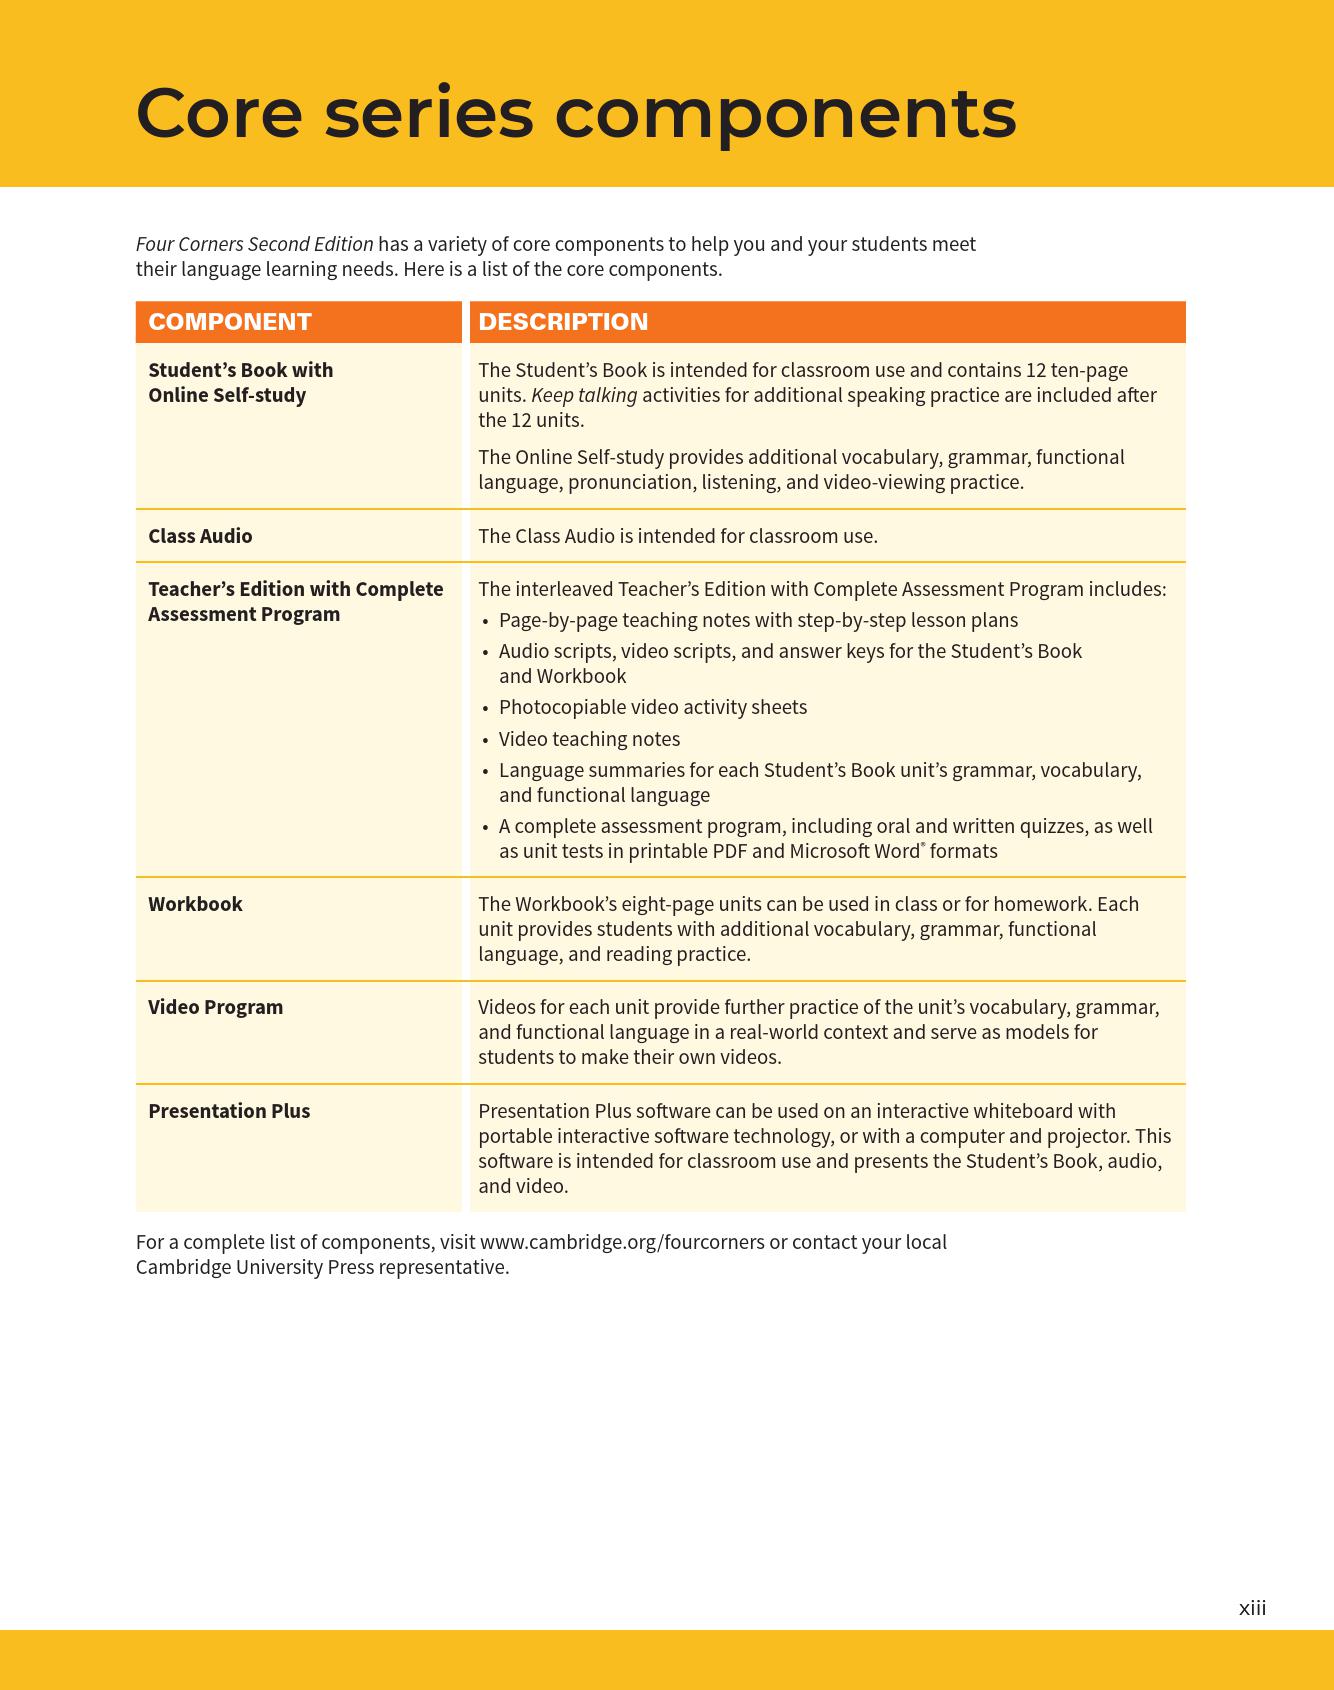 Core series components
Four Corners Second Edition has a variety of core components to help you and your students meet
their language learning needs. Here is a list of the core components.
COMPONENT
DESCRIPTION
Student’s Book with
Online Self-study
The Student’s Book is intended for classroom use and contains 12 ten-page
units. Keep talking activities for additional speaking practice are included after
the 12 units.
The Online Self-study provides additional vocabulary, grammar, functional
language, pronunciation, listening, and video-viewing practice.
Class Audio
The Class Audio is intended for classroom use.
Teacher’s Edition with Complete
Assessment Program
The interleaved Teacher’s Edition with Complete Assessment Program includes:
• Page-by-page teaching notes with step-by-step lesson plans
• Audio scripts, video scripts, and answer keys for the Student’s Book
and Workbook
• Photocopiable video activity sheets
• Video teaching notes
• Language summaries for each Student’s Book unit’s grammar, vocabulary,
and functional language
• A complete assessment program, including oral and written quizzes, as well
as unit tests in printable PDF and Microsoft Word® formats
Workbook
The Workbook’s eight-page units can be used in class or for homework. Each
unit provides students with additional vocabulary, grammar, functional
language, and reading practice.
Video Program
Videos for each unit provide further practice of the unit’s vocabulary, grammar,
and functional language in a real-world context and serve as models for
students to make their own videos.
Presentation Plus
Presentation Plus software can be used on an interactive whiteboard with
portable interactive software technology, or with a computer and projector. This
software is intended for classroom use and presents the Student’s Book, audio,
and video.
For a complete list of components, visit www.cambridge.org/fourcorners or contact your local
Cambridge University Press representative.
xiii